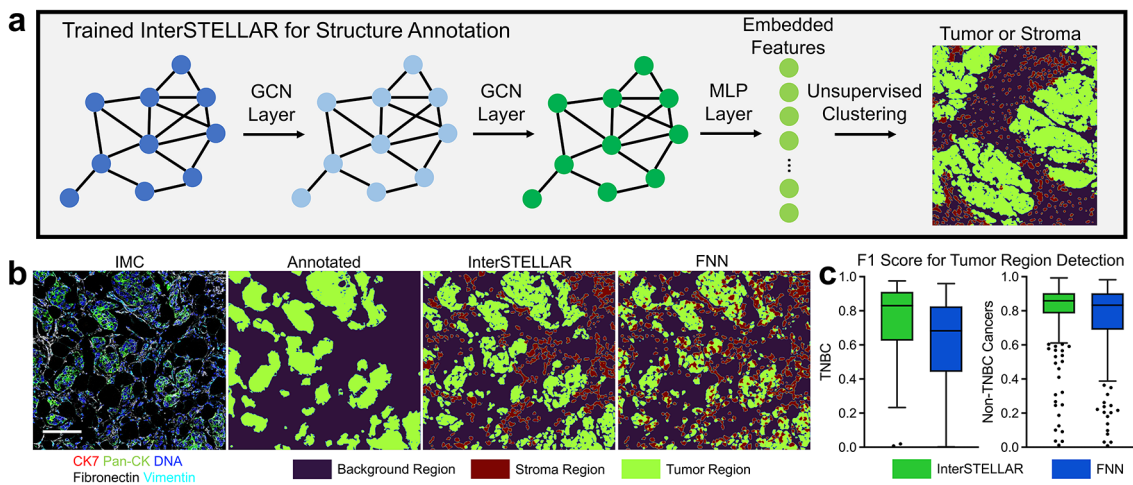 a
Trained InterSTELLAR for Structure Annotation
GCN
Layer
GCN
Layer
MLP
Layer
Embedded
Features
Unsupervised
Clustering
Tumor or Stroma
b
IMC
Annotated
InterSTELLAR
FNN
CK7 Pan-CK DNA
Fibronectin Vimentin
Background Region
Stroma Region
Tumor Region
c
F1 Score for Tumor Region Detection
TNBC
1.0
0.8
0.6
0.4
0.2
0.0
Non-TNBC Cancers
1.0
0.8
0.6
0.4
0.2
0.0
InterSTELLAR
FNN